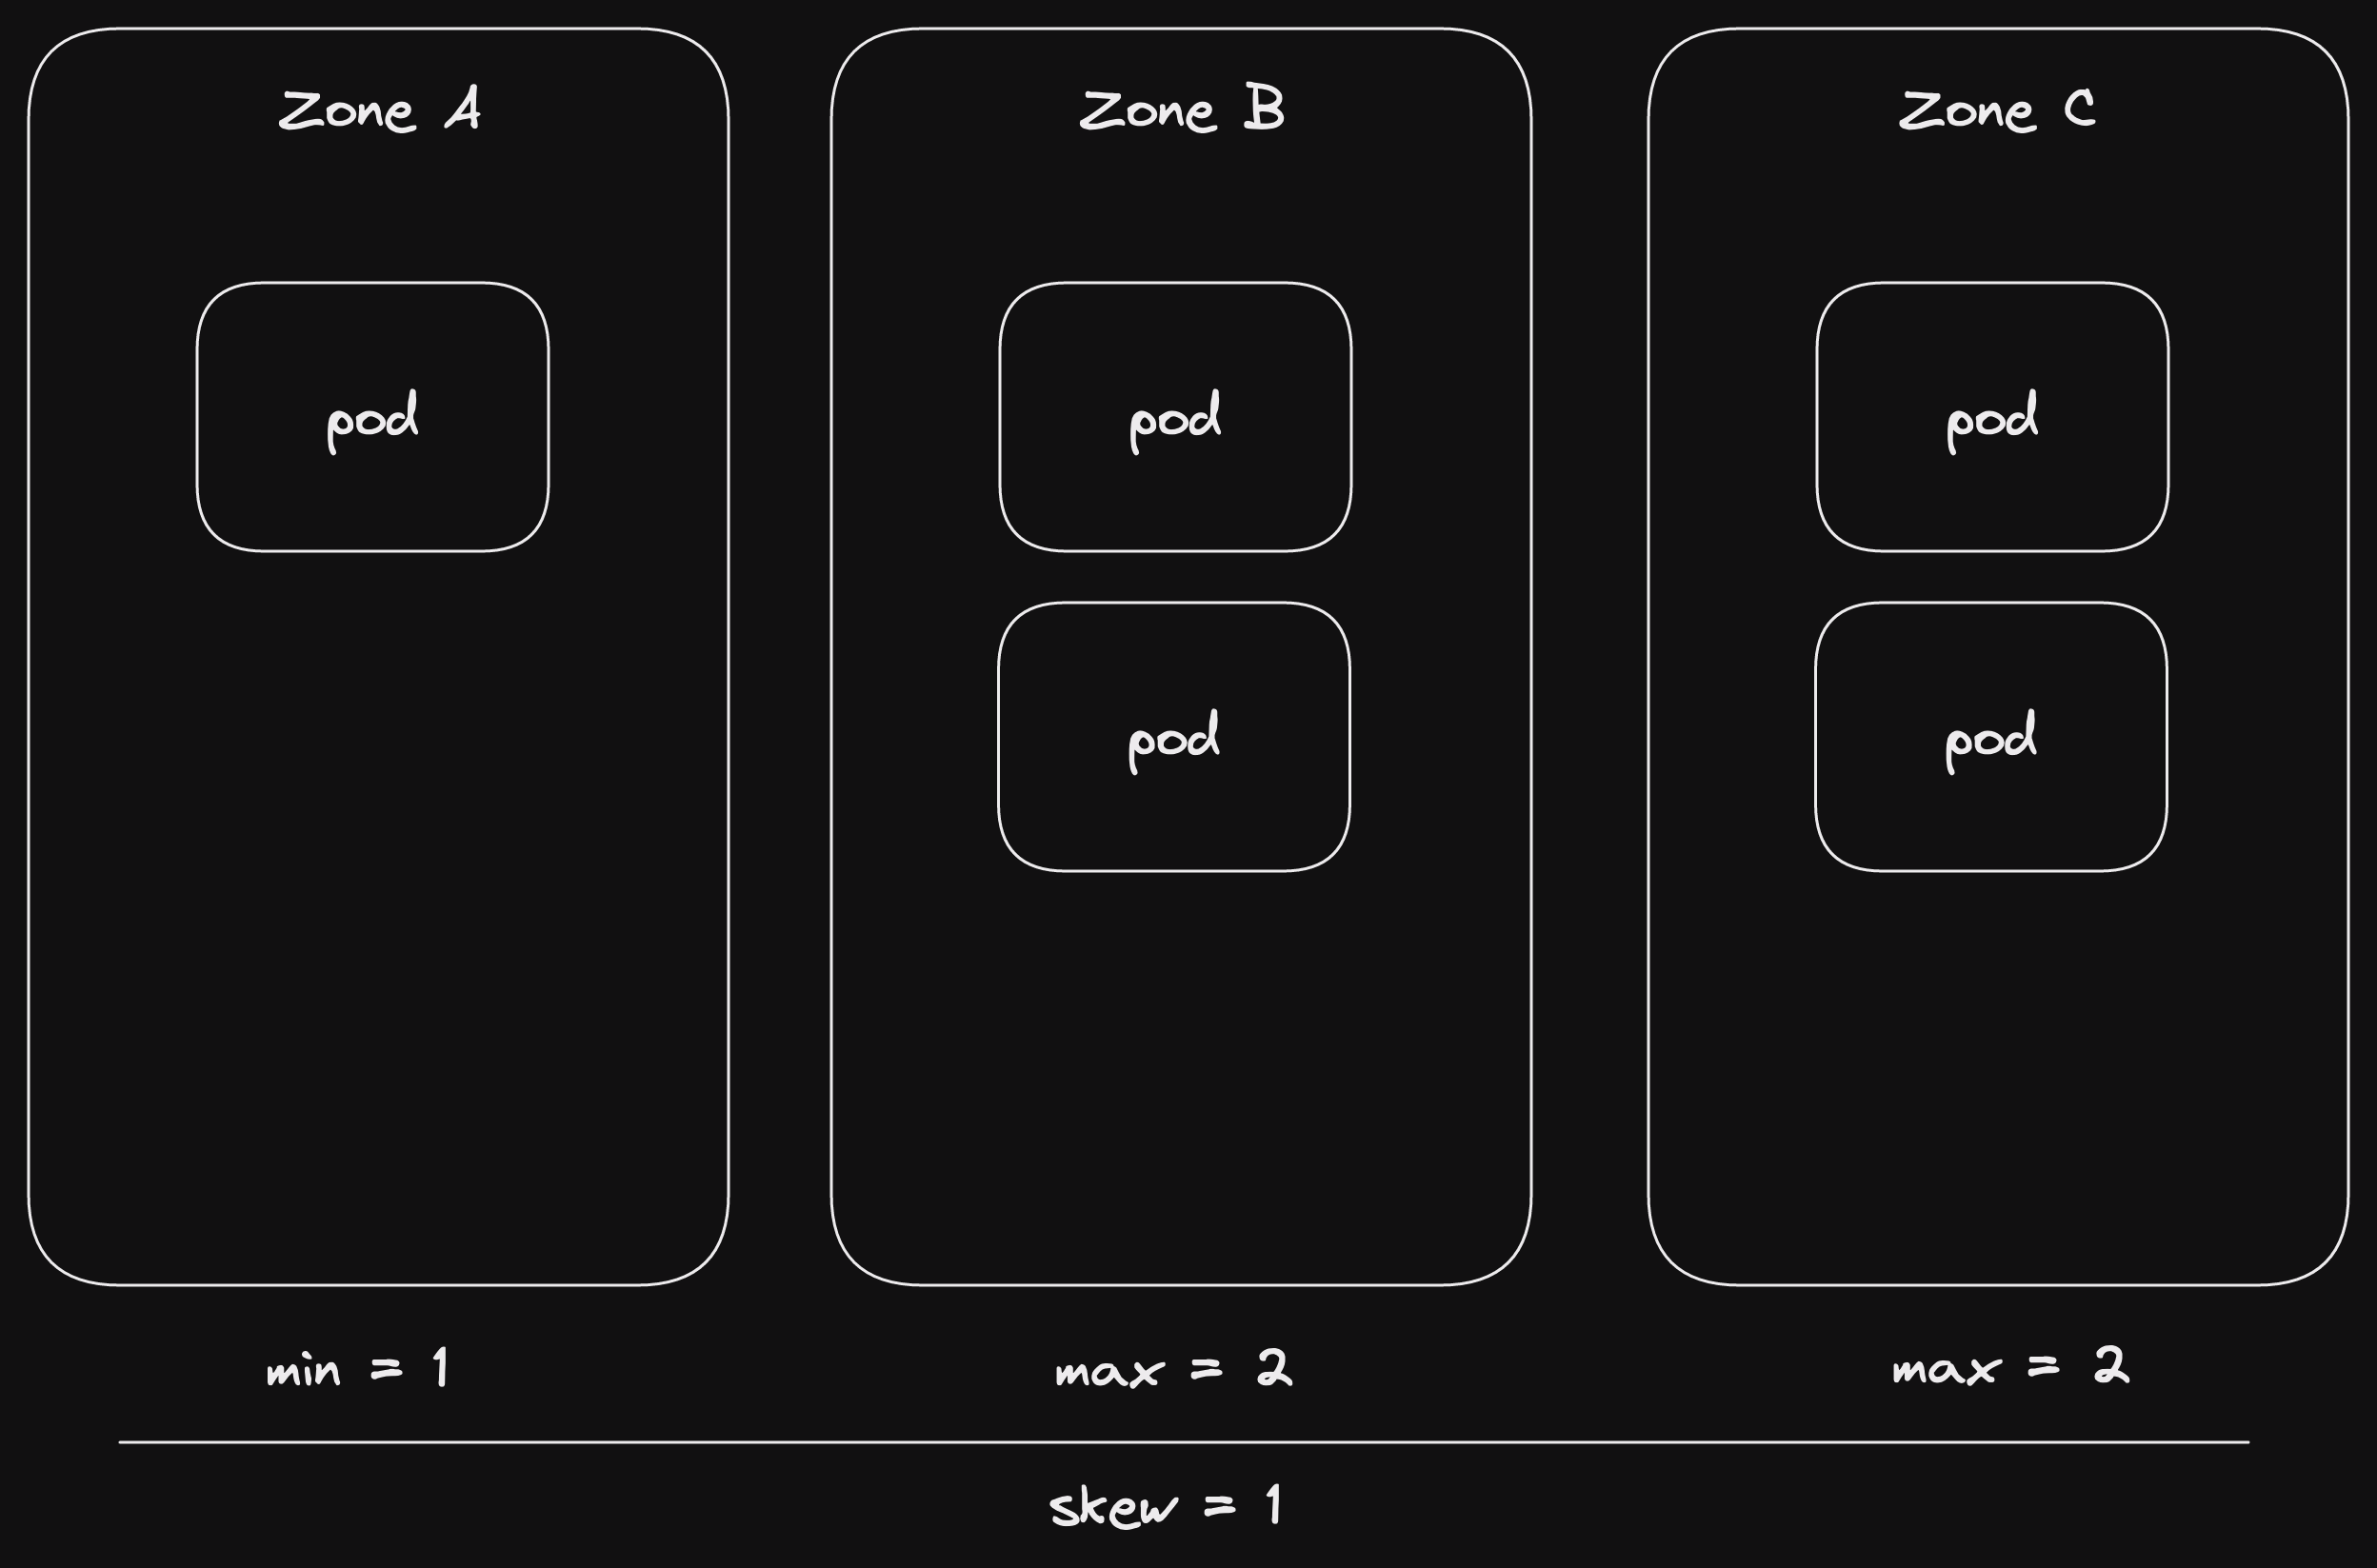 Zone A
Zone B
Zone C
pod
pod
pod
pod
pod
min = 1
max = 2
max = 2
skew = 1